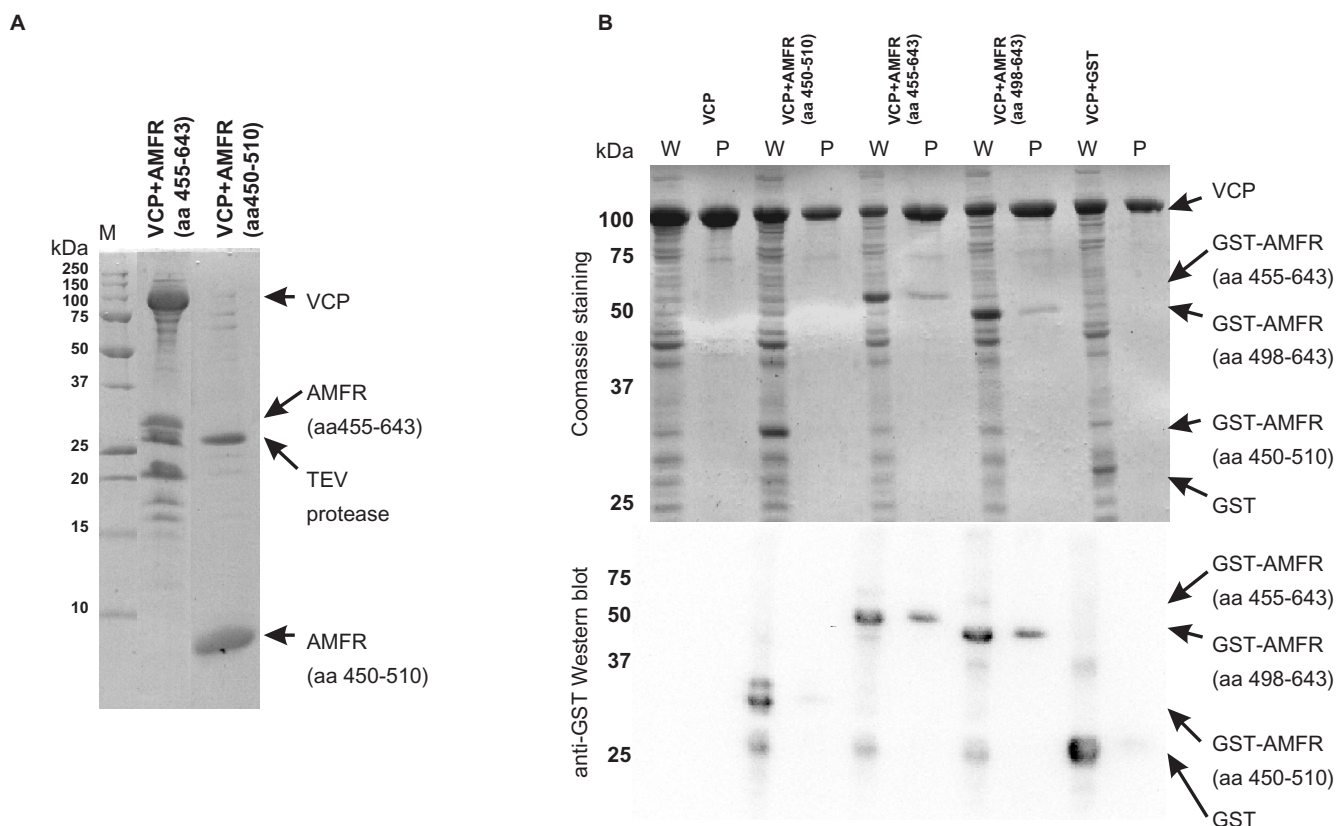 A
VCP+AMFR
(aa 455-643)
VCP+AMFR
(aa450-510)
M
kDa
250
150
100
75
50
37
25
20
15
10
VCP
AMFR
(aa455-643)
TEV
protease
AMFR
(aa 450-510)
B
VCP
VCP+AMFR
(aa 450-510)
VCP+AMFR
(aa 455-643)
VCP+AMFR
(aa 498-643)
VCP+GST
kDa
W P W P W P W P W P
Coomassie staining
100
75
50
37
25
VCP
GST-AMFR
(aa 455-643)
GST-AMFR
(aa 498-643)
GST-AMFR
(aa 450-510)
GST
anti-GST Western blot
75
50
37
25
GST-AMFR
(aa 455-643)
GST-AMFR
(aa 498-643)
GST-AMFR
(aa 450-510)
GST